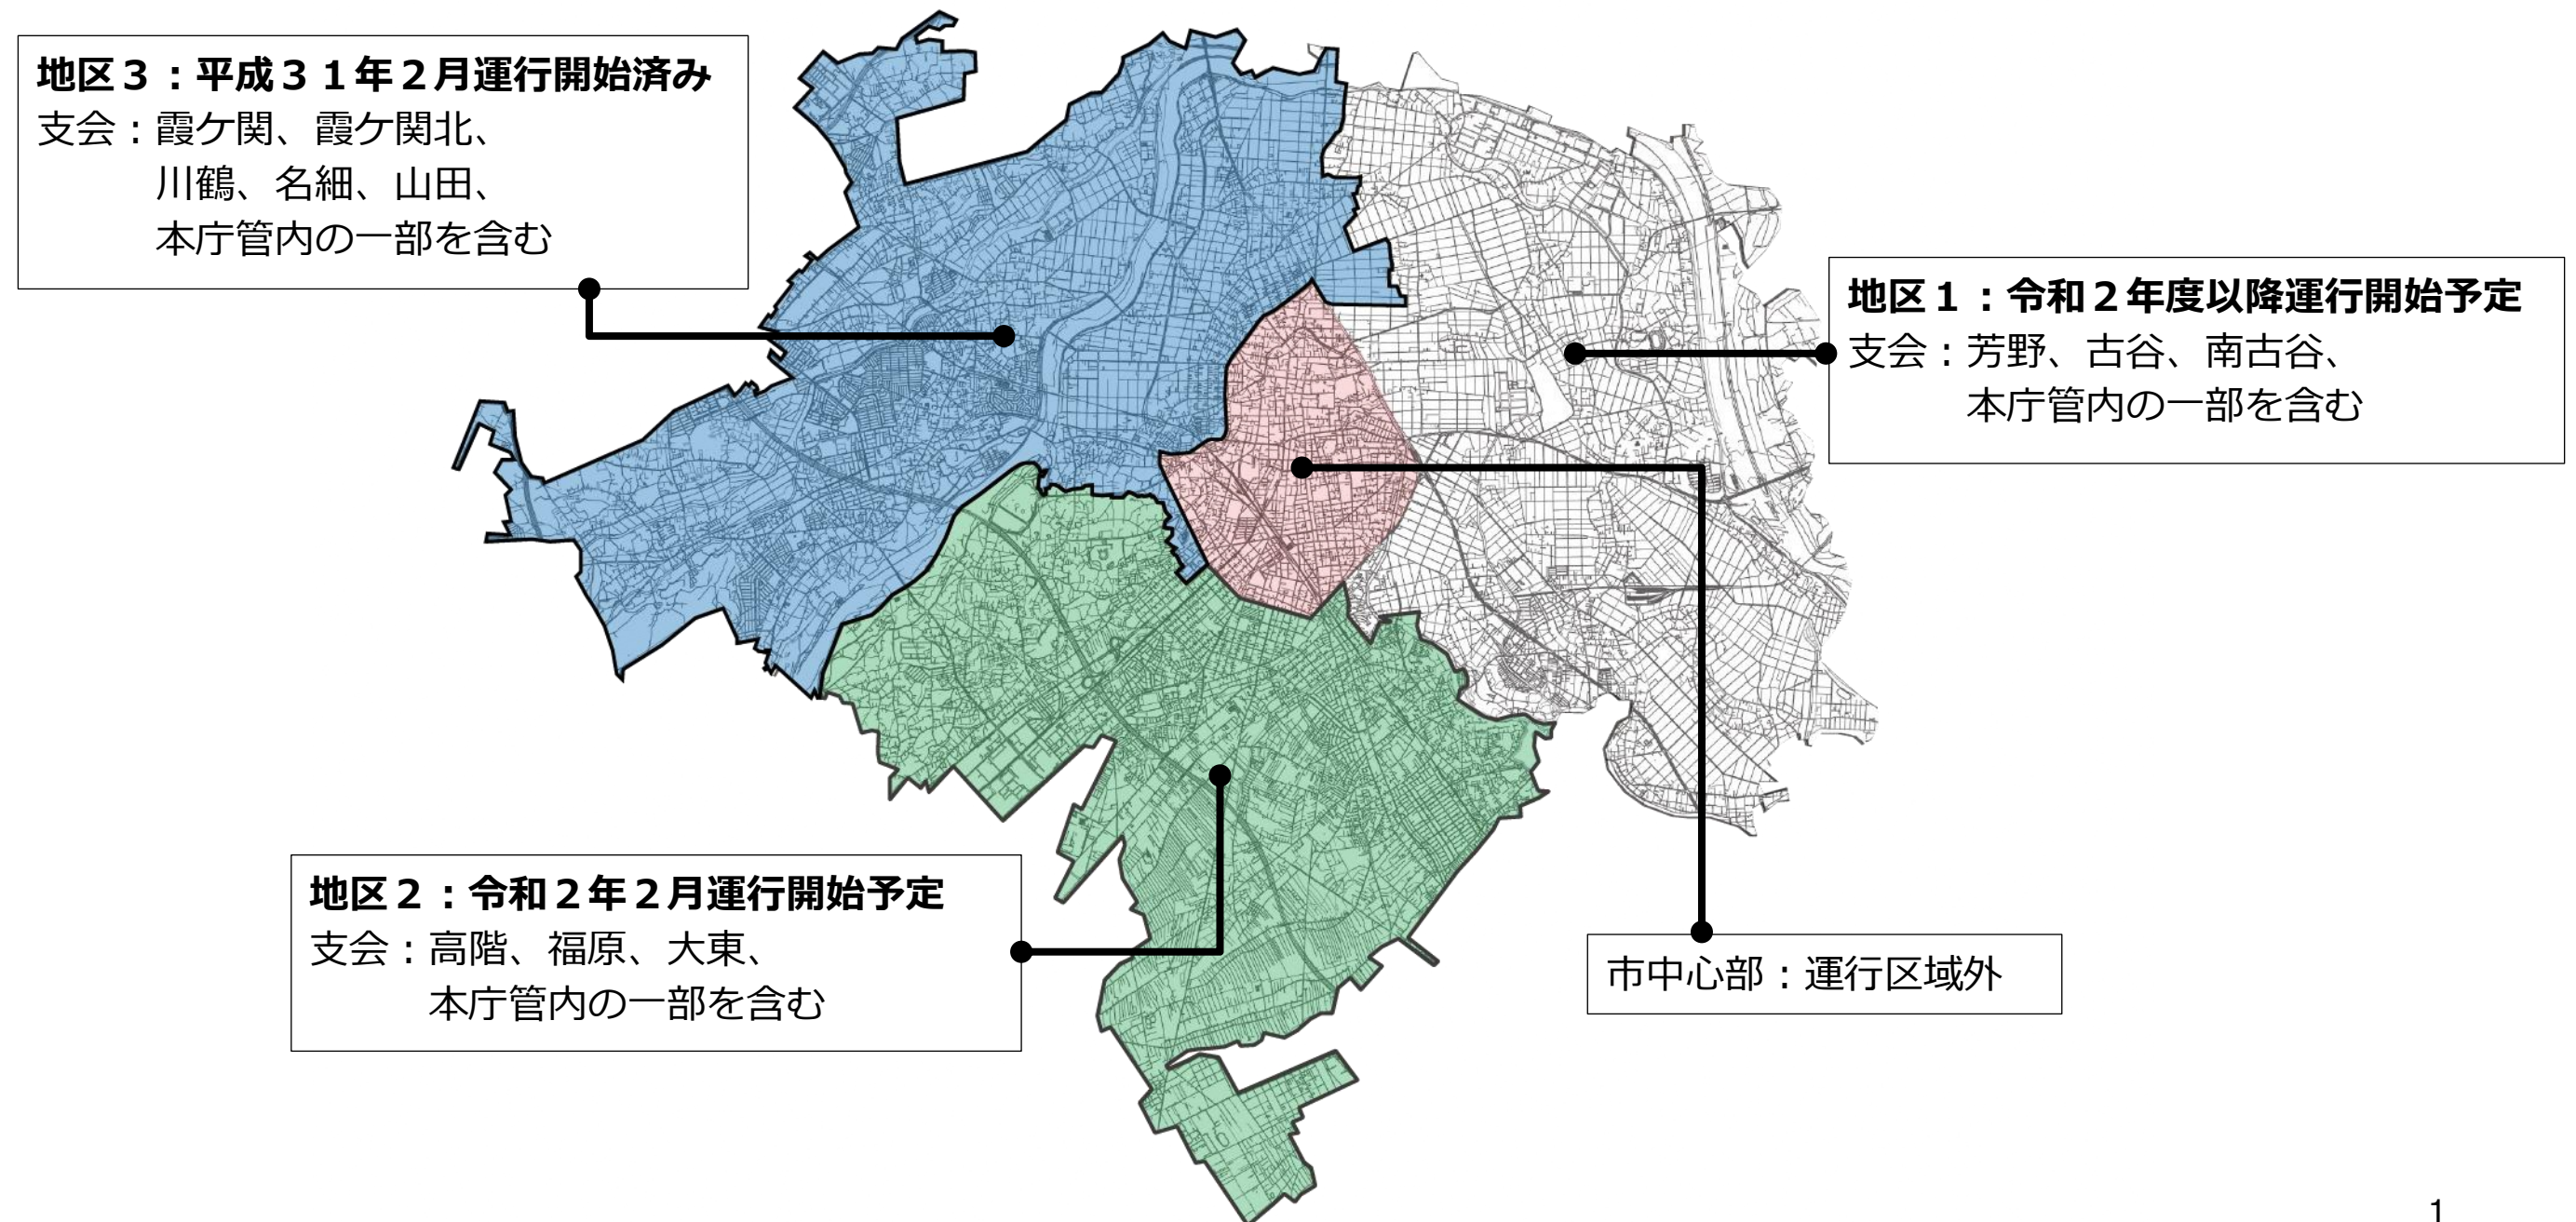 地区３：平成３１年２月運行開始済み
支会：霞ケ関、霞ケ関北、
川鶴、名細、山田、
本庁管内の一部を含む
地区１：令和２年度以降運行開始予定
支会：芳野、古谷、南古谷、
本庁管内の一部を含む
地区２：令和２年２月運行開始予定
支会：高階、福原、大東、
本庁管内の一部を含む
市中心部：運行区域外
1